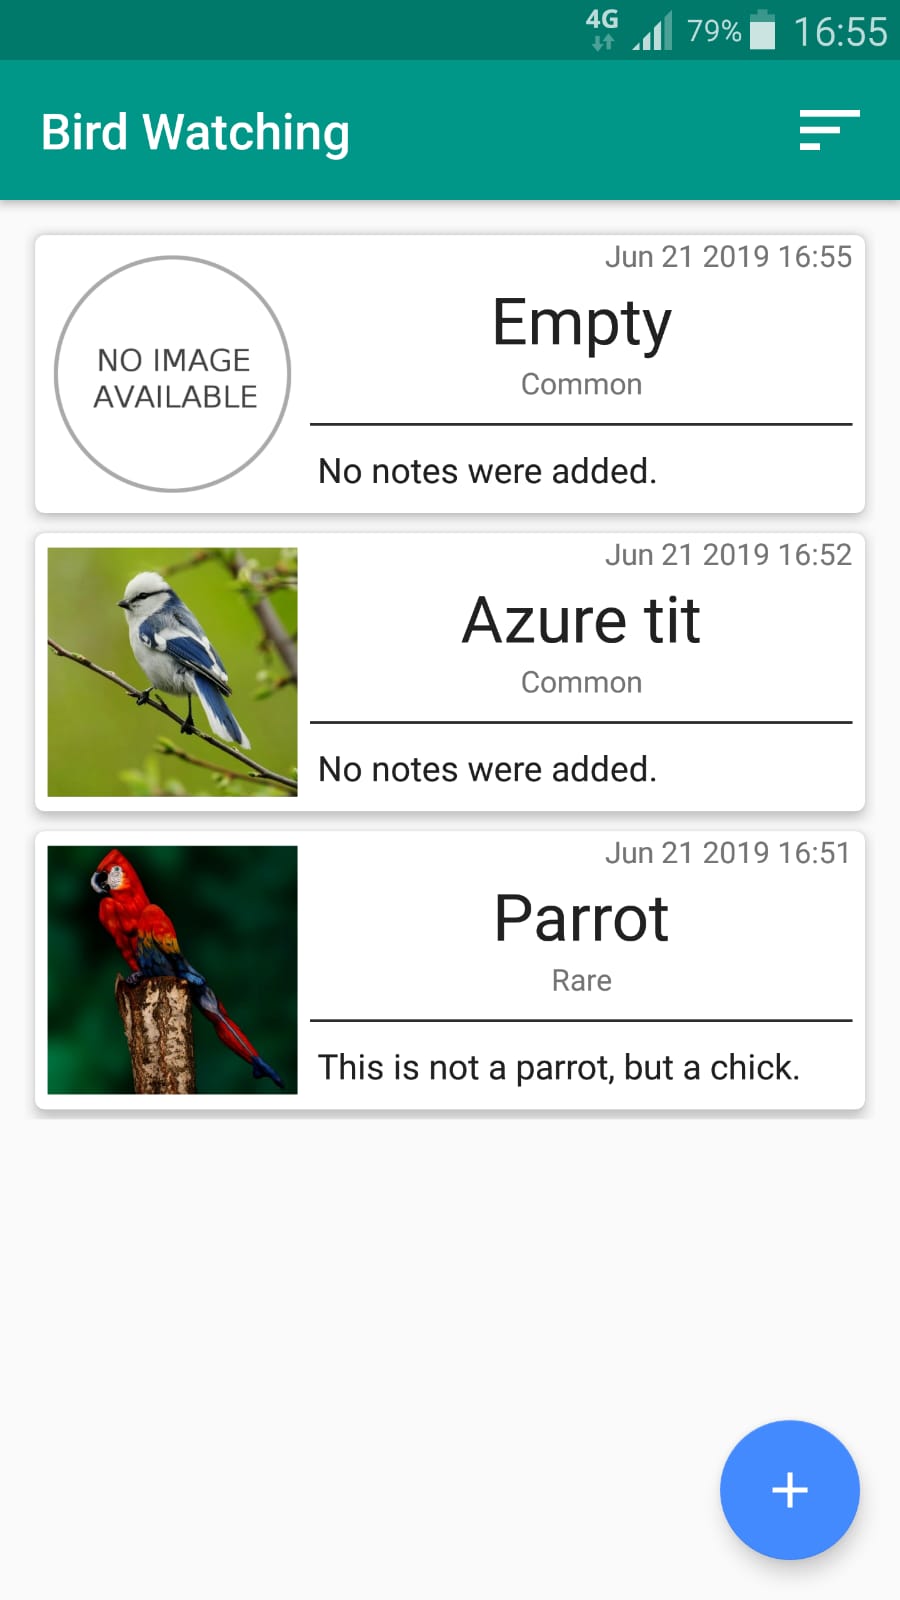 4G 79% 16:55
Bird Watching
Jun 21 2019 16:55
Empty
Common
NO IMAGE
AVAILABLE
No notes were added.
Jun 21 2019 16:52
Azure tit
Common
No notes were added.
Jun 21 2019 16:51
Parrot
Rare
This is not a parrot, but a chick.
+